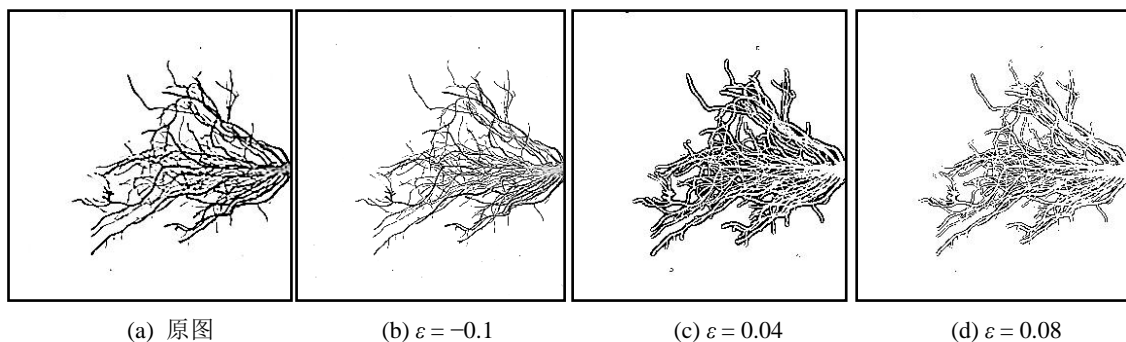 (a) 原图
(b) ε = −0.1
(c) ε = 0.04
(d) ε = 0.08